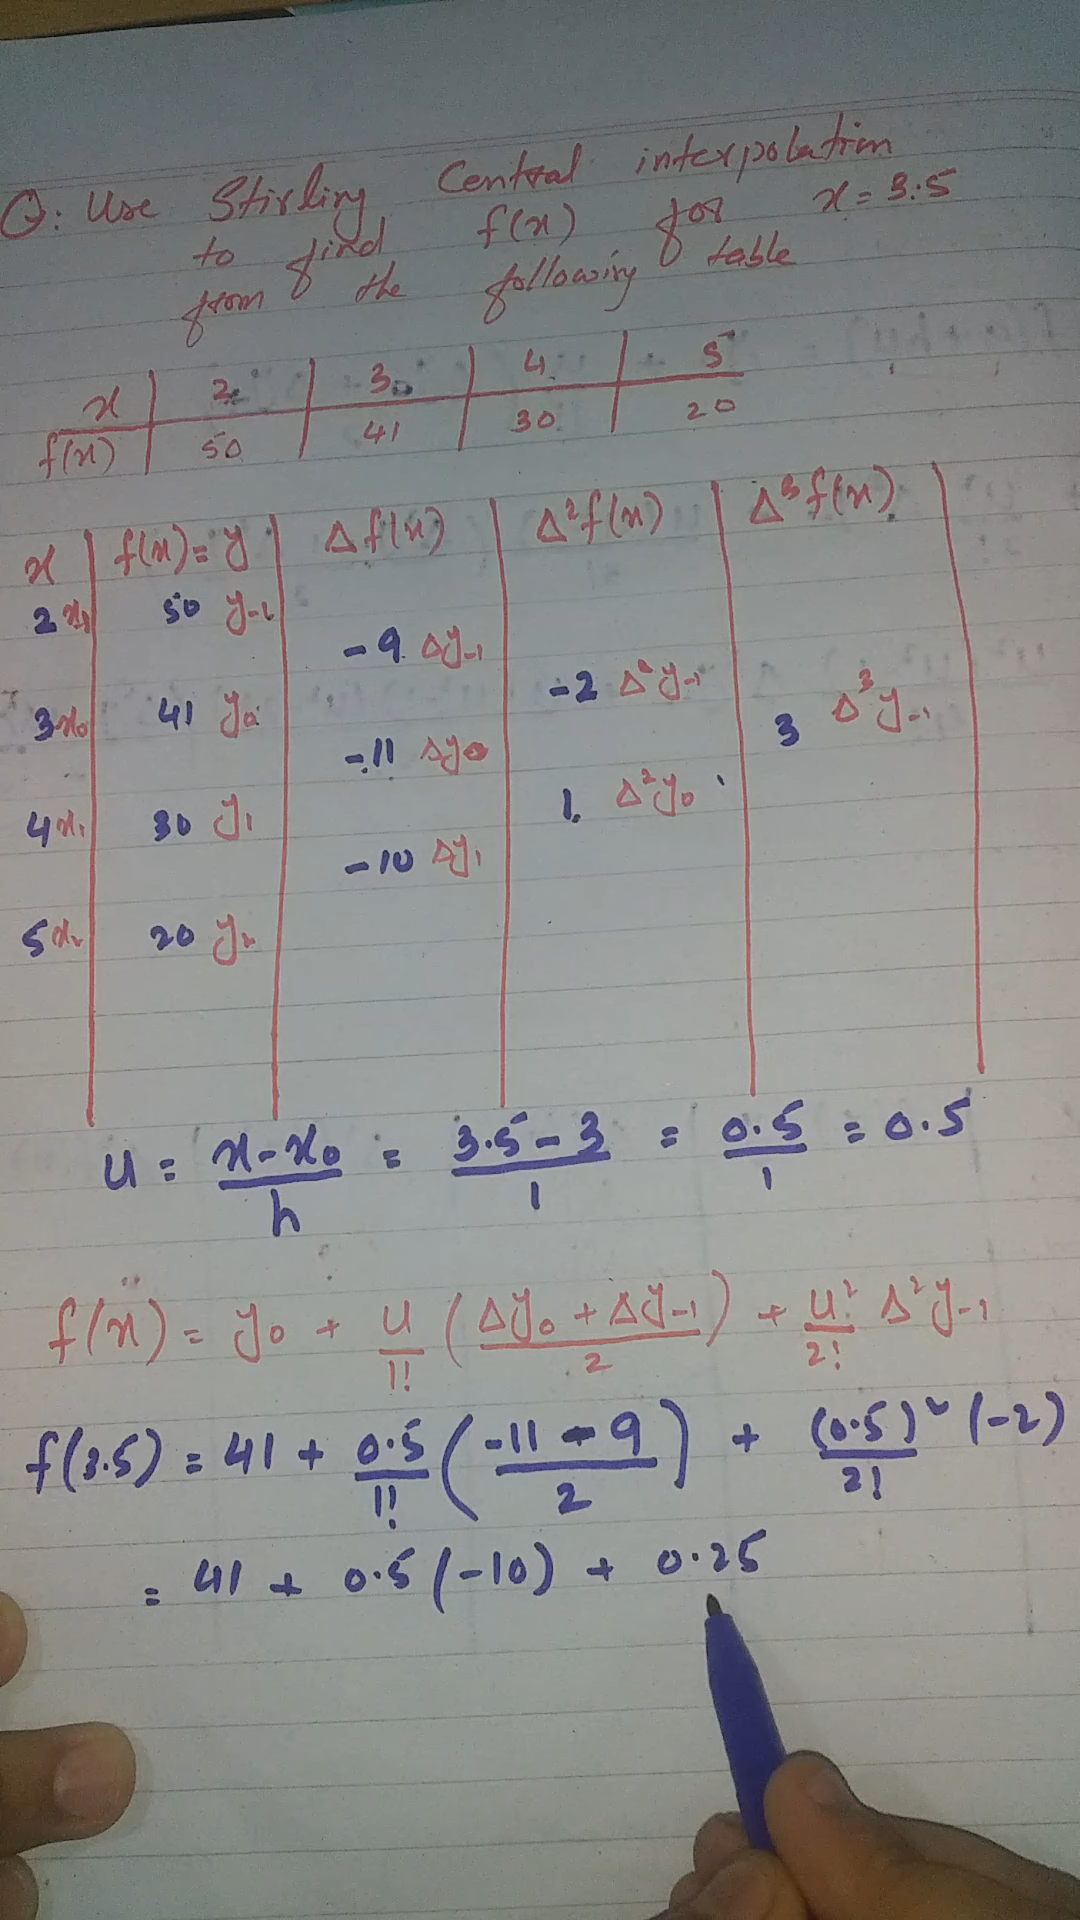 Q. Use Stirling Central interpolation
to find f(x) for x = 3.5
from the following table
x 2 3 4 5
f(x) 50 41 30 20
x f(x)=y Δf(x) Δ²f(x) Δ³f(x)
2 50
-9 Δy₋₁
-2 Δ²y₋₁
3 x₀ 41 y₀
3 Δ³y₋₁
-11 Δy₀
1 Δ²y₀
4 x₁ 30 y₁
-10 Δy₁
5 x₂ 20 y₂
u = (x-x₀)/h = (3.5-3)/1 = 0.5/1 = 0.5
f(x) = y₀ + u/1! ((Δy₀ + Δy₋₁)/2) + u²/2! Δ²y₋₁
f(3.5) = 41 + 0.5/1! ((-11-9)/2) + (0.5)²/2! (-2)
= 41 + 0.5(-10) + 0.25